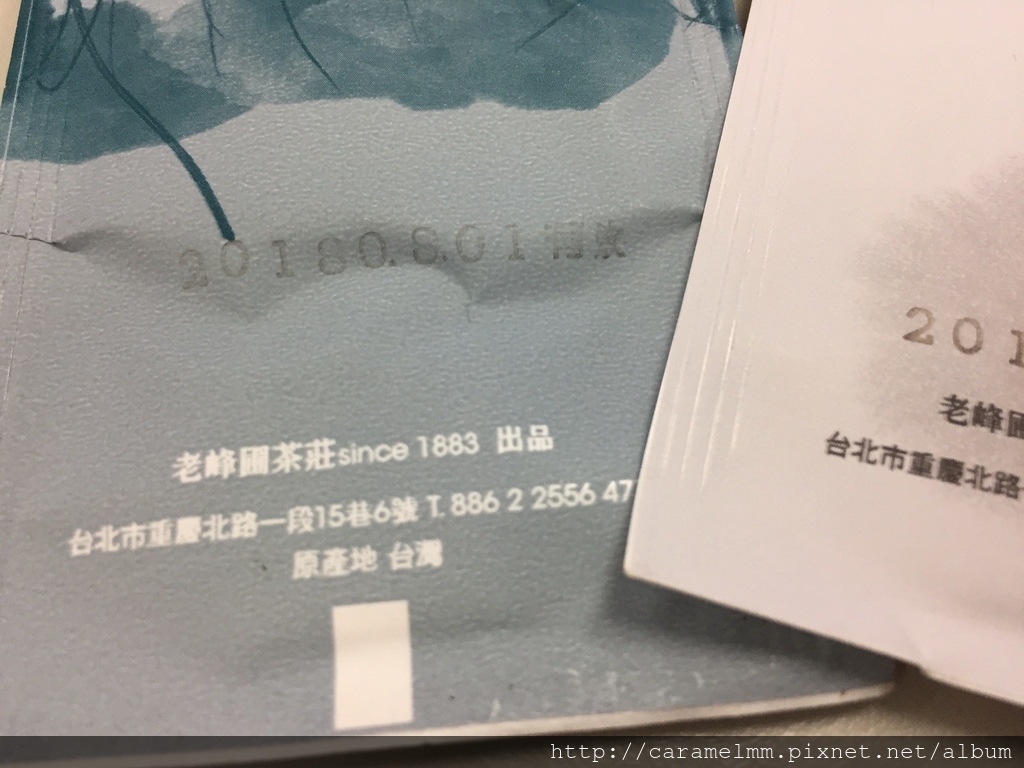 20180.8.01
老峰圃茶莊since 1883 出品
台北市重慶北路一段15巷6號 T. 886 2 2556 47
原產地 台灣
201
老峰圃
台北市重慶北路
http://caramelmm.pixnet.net/album